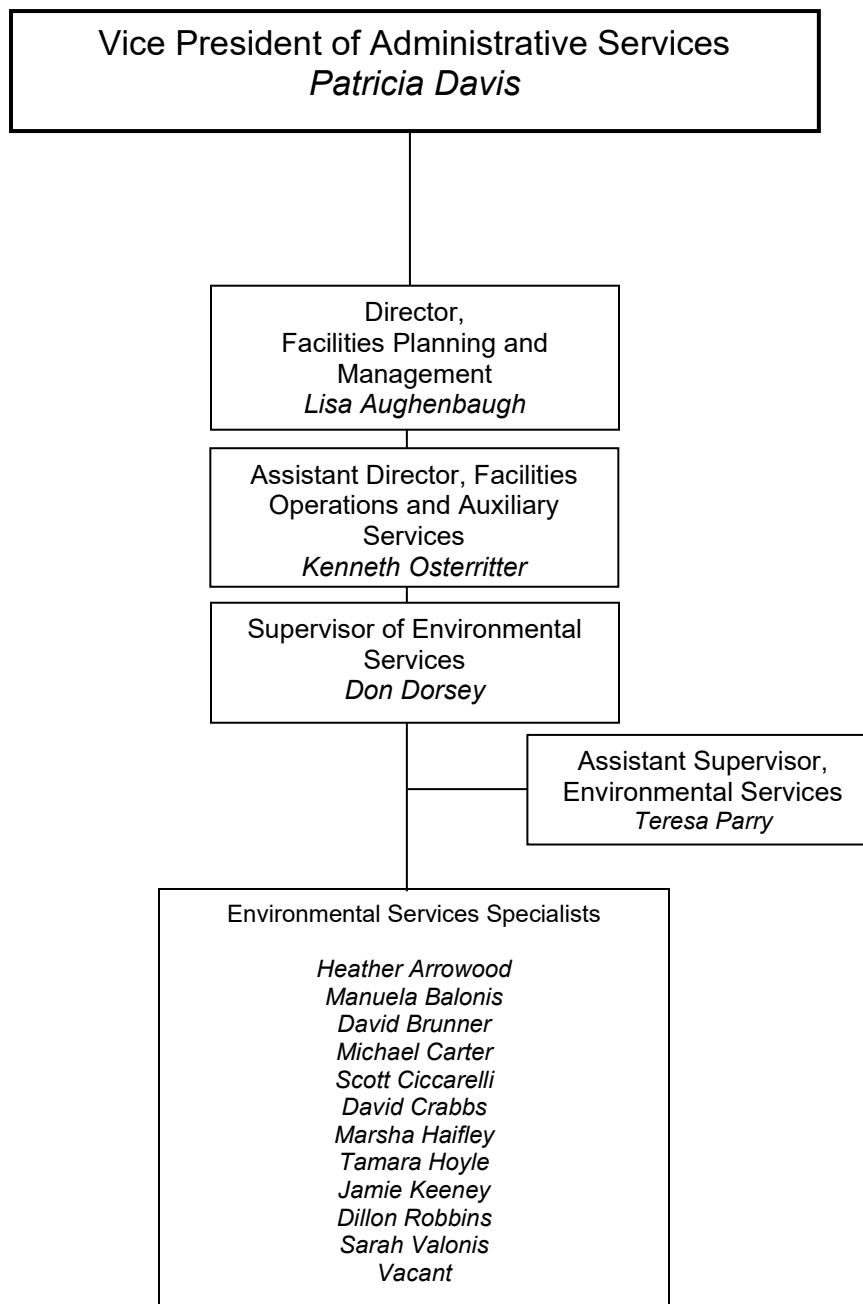 Vice President of Administrative Services
Patricia Davis
Director,
Facilities Planning and
Management
Lisa Aughenbaugh
Assistant Director, Facilities
Operations and Auxiliary
Services
Kenneth Osterritter
Supervisor of Environmental
Services
Don Dorsey
Assistant Supervisor,
Environmental Services
Teresa Parry
Environmental Services Specialists
Heather Arrowood
Manuela Balonis
David Brunner
Michael Carter
Scott Ciccarelli
David Crabbs
Marsha Haifley
Tamara Hoyle
Jamie Keeney
Dillon Robbins
Sarah Valonis
Vacant